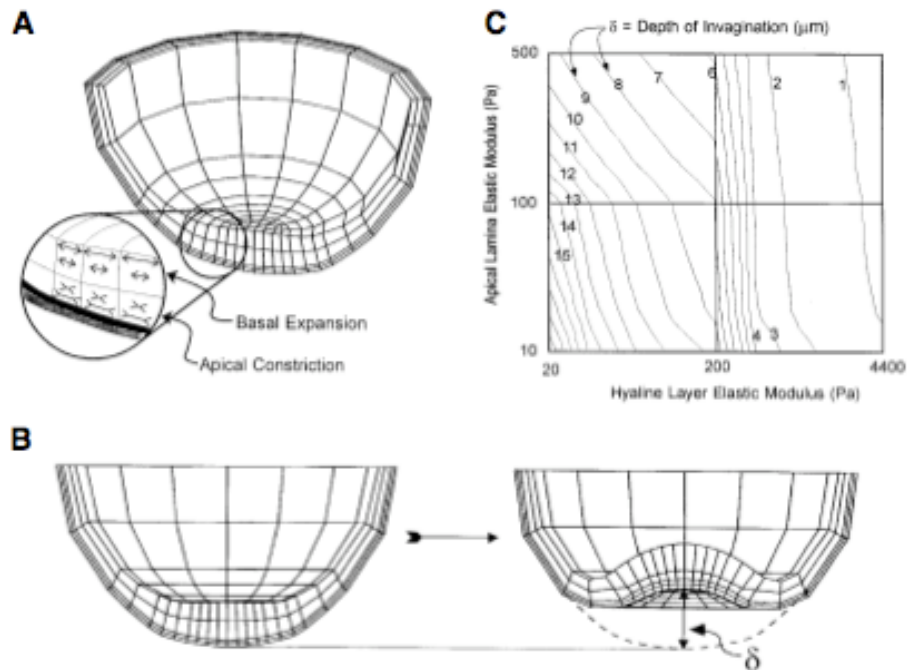 A
Basal Expansion
Apical Constriction
C
δ = Depth of Invagination (μm)
500
100
10
Apical Lamina Elastic Modulus (Pa)
7
6
2
1
8
9
10
11
12
13
14
15
4
3
20
200
4400
Hyaline Layer Elastic Modulus (Pa)
B
δ